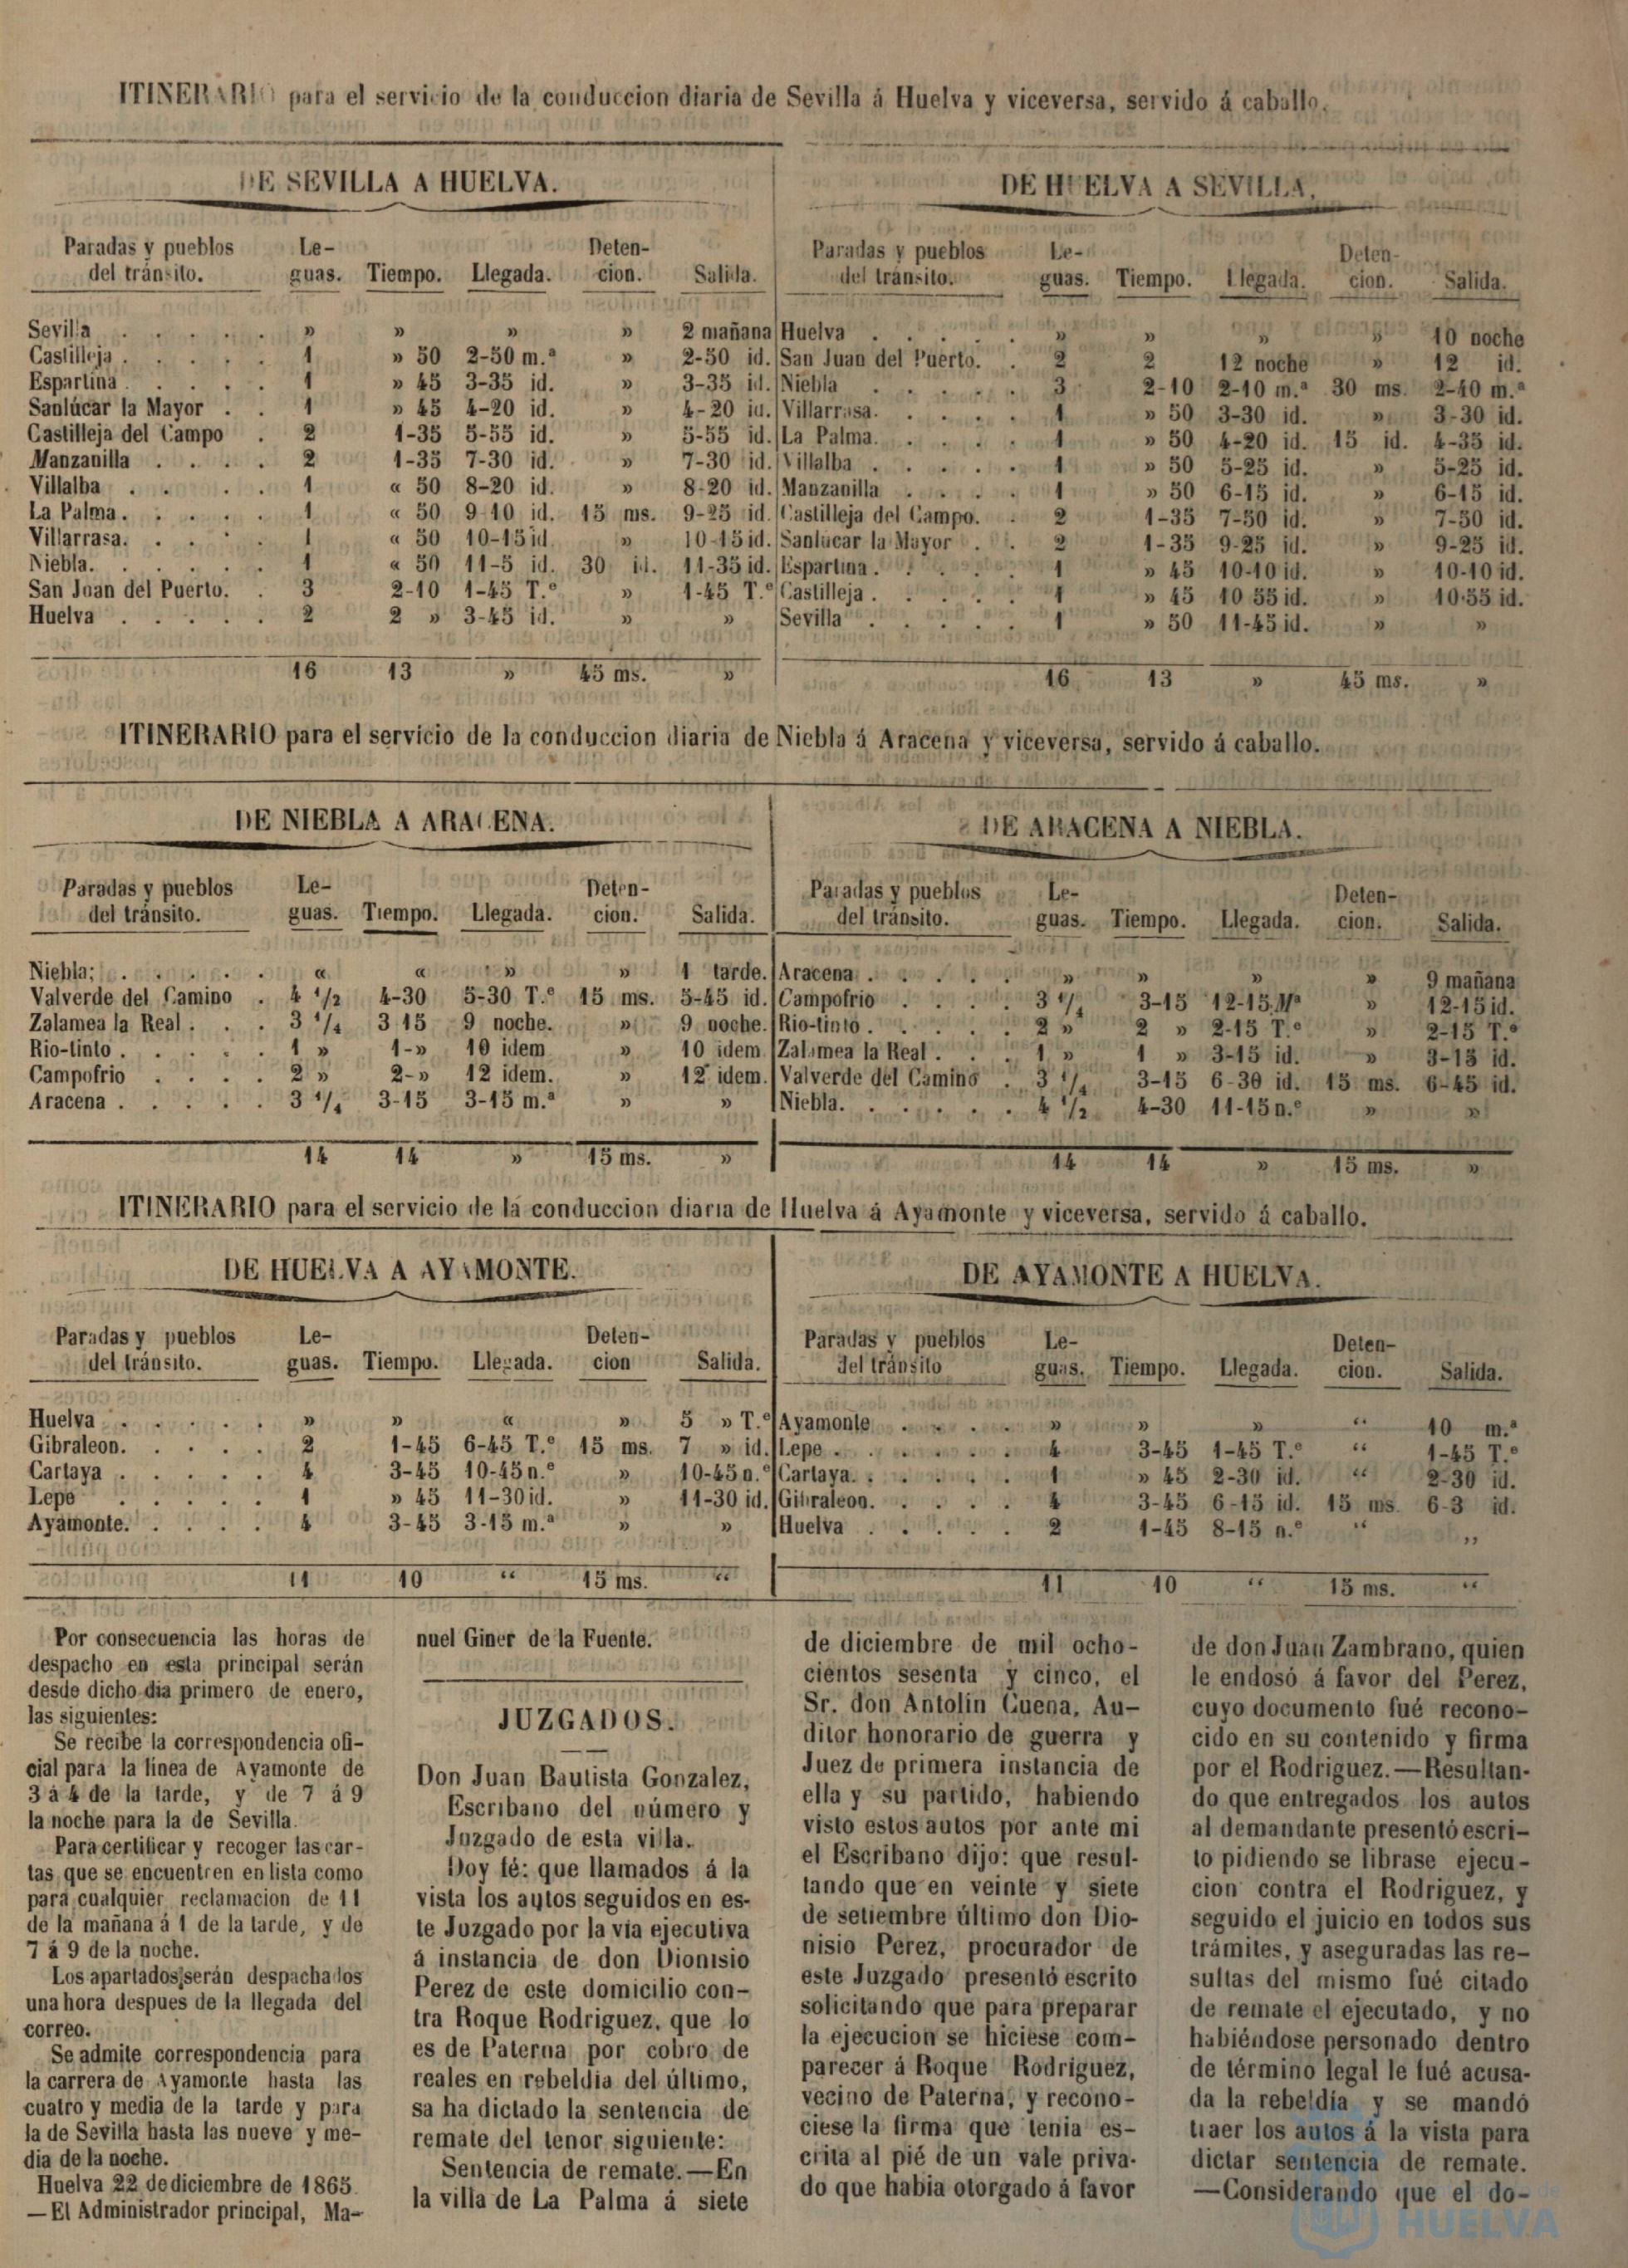 ITINERARIO para el servicio de la conduccion diaria de Sevilla á Huelva y viceversa, servido á caballo.
DE SEVILLA A HUELVA.
Paradas y pueblos Le- Deten-
del tránsito. guas. Tiempo. Llegada. cion. Salida.
Sevilla . . . . . » » » » 2 mañana
Castilleja . . . . . 1 » 50 2-50 m.ª » 2-50 id.
Espartina . . . . . 1 » 45 3-35 id. » 3-35 id.
Sanlúcar la Mayor . . 1 » 45 4-20 id. » 4-20 id.
Castilleja del Campo . 2 1-35 5-55 id. » 5-55 id.
Manzanilla . . . . 2 1-35 7-30 id. » 7-30 id.
Villalba . . . . . 1 « 50 8-20 id. » 8-20 id.
La Palma. . . . . . 1 « 50 9-10 id. 15 ms. 9-25 id.
Villarrasa. . . . . 1 « 50 10-15 id. » 10-15 id.
Niebla. . . . . . 1 « 50 11-5 id. 30 id. 11-35 id.
San Juan del Puerto. . 3 2-10 1-45 T.e » 1-45 T.e
Huelva . . . . . 2 2 » 3-45 id. » »
16 13 » 45 ms. »
DE HUELVA A SEVILLA.
Paradas y pueblos Le- Deten-
del tránsito. guas. Tiempo. Llegada. cion. Salida.
Huelva . . . . . » » » » 10 noche
San Juan del Puerto. . 2 2 12 noche » 12 id.
Niebla . . . . . 3 2-10 2-10 m.ª 30 ms. 2-40 m.ª
Villarrasa. . . . . 1 » 50 3-30 id. » 3-30 id.
La Palma. . . . . 1 » 50 4-20 id. 15 id. 4-35 id.
Villalba . . . . . 1 » 50 5-25 id. » 5-25 id.
Manzanilla . . . . 1 » 50 6-15 id. » 6-15 id.
Castilleja del Campo. . 2 1-35 7-50 id. » 7-50 id.
Sanlucar la Mayor . . 2 1-35 9-25 id. » 9-25 id.
Espartina . . . . . 1 » 45 10-10 id. » 10-10 id.
Castilleja . . . . . 1 » 45 10 55 id. » 10-55 id.
Sevilla . . . . . 1 » 50 11-45 id. » »
16 13 » 45 ms. »
ITINERARIO para el servicio de la conduccion diaria de Niebla á Aracena y viceversa, servido á caballo.
DE NIEBLA A ARACENA.
Paradas y pueblos Le- Deten-
del tránsito. guas. Tiempo. Llegada. cion. Salida.
Niebla; . . . . . « « » » 1 tarde.
Valverde del Camino . 4 1/2 4-30 5-30 T.e 15 ms. 5-45 id.
Zalamea la Real . . . 3 1/4 3 15 9 noche. » 9 noche.
Rio-tinto . . . . . 1 » 1-» 10 idem » 10 idem
Campofrio . . . . 2 » 2-» 12 idem. » 12 idem.
Aracena . . . . . 3 1/4 3-15 3-15 m.ª » »
14 14 » 15 ms. »
DE ARACENA A NIEBLA.
Paradas y pueblos Le- Deten-
del tránsito. guas. Tiempo. Llegada. cion. Salida.
Aracena . . . . . » » » » 9 mañana
Campofrio . . . . 3 1/4 3-15 12-15 Mª » 12-15 id.
Rio-tinto . . . . . 2 » 2 » 2-15 T.e » 2-15 T.e
Zalamea la Real . . . 1 » 1 » 3-15 id. » 3-15 id.
Valverde del Camino . 3 1/4 3-15 6-30 id. 15 ms. 6-45 id.
Niebla. . . . . . 4 1/2 4-30 11-15 n.e » »
14 14 » 15 ms. »
ITINERARIO para el servicio de la conduccion diaria de Huelva á Ayamonte y viceversa, servido á caballo.
DE HUELVA A AYAMONTE.
Paradas y pueblos Le- Deten-
del tránsito. guas. Tiempo. Llegada. cion Salida.
Huelva . . . . . » » « » 5 » T.e
Gibraleon. . . . . 2 1-45 6-45 T.e 15 ms. 7 » id.
Cartaya . . . . . 4 3-45 10-45 n.e » 10-45 n.e
Lepe . . . . . 1 » 45 11-30 id. » 11-30 id.
Ayamonte. . . . . 4 3-45 3-15 m.ª » »
11 10 “ 15 ms. “
DE AYAMONTE A HUELVA.
Paradas y pueblos Le- Deten-
del tránsito guas. Tiempo. Llegada. cion. Salida.
Ayamonte . . . . » » » “ 10 m.ª
Lepe . . . . . 4 3-45 1-45 T.e “ 1-45 T.e
Cartaya. . . . . . 1 » 45 2-30 id. “ 2-30 id.
Gibraleon. . . . . 4 3-45 6-15 id. 15 ms. 6-3 id.
Huelva . . . . . 2 1-45 8-15 n.e “ ,,
11 10 “ 15 ms. “
Por consecuencia las horas de
despacho en esta principal serán
desde dicho dia primero de enero,
las siguientes:
Se recibe la correspondencia ofi-
cial para la linea de Ayamonte de
3 á 4 de la tarde, y de 7 á 9
la noche para la de Sevilla.
Para certificar y recoger las car-
tas que se encuentren en lista como
para cualquier reclamacion de 11
de la mañana á 1 de la tarde, y de
7 á 9 de la noche.
Los apartados serán despachados
una hora despues de la llegada del
correo.
Se admite correspondencia para
la carrera de Ayamonte hasta las
cuatro y media de la tarde y para
la de Sevilla hasta las nueve y me-
dia de la noche.
Huelva 22 de diciembre de 1865.
—El Administrador principal, Ma-
nuel Giner de la Fuente.
JUZGADOS.
Don Juan Bautista Gonzalez,
Escribano del número y
Juzgado de esta villa.
Doy fé: que llamados á la
vista los autos seguidos en es-
te Juzgado por la via ejecutiva
á instancia de don Dionisio
Perez de este domicilio con-
tra Roque Rodriguez, que lo
es de Paterna por cobro de
reales en rebeldia del último,
sa ha dictado la sentencia de
remate del tenor siguiente:
Sentencia de remate.—En
la villa de La Palma á siete
de diciembre de mil ocho-
cientos sesenta y cinco, el
Sr. don Antolin Cuena, Au-
ditor honorario de guerra y
Juez de primera instancia de
ella y su partido, habiendo
visto estos autos por ante mi
el Escribano dijo: que resul-
tando que en veinte y siete
de setiembre último don Dio-
nisio Perez, procurador de
este Juzgado presentó escrito
solicitando que para preparar
la ejecucion se hiciese com-
parecer á Roque Rodriguez,
vecino de Paterna, y recono-
ciese la firma que tenia es-
crita al pié de un vale priva-
do que habia otorgado á favor
de don Juan Zambrano, quien
le endosó á favor del Perez,
cuyo documento fué recono-
cido en su contenido y firma
por el Rodriguez.—Resultan-
do que entregados los autos
al demandante presentó escri-
to pidiendo se librase ejecu-
cion contra el Rodriguez, y
seguido el juicio en todos sus
trámites, y aseguradas las re-
sultas del mismo fué citado
de remate el ejecutado, y no
habiéndose personado dentro
de término legal le fué acusa-
da la rebeldia y se mandó
traer los autos á la vista para
dictar sentencia de remate.
—Considerando que el do-
HUELVA